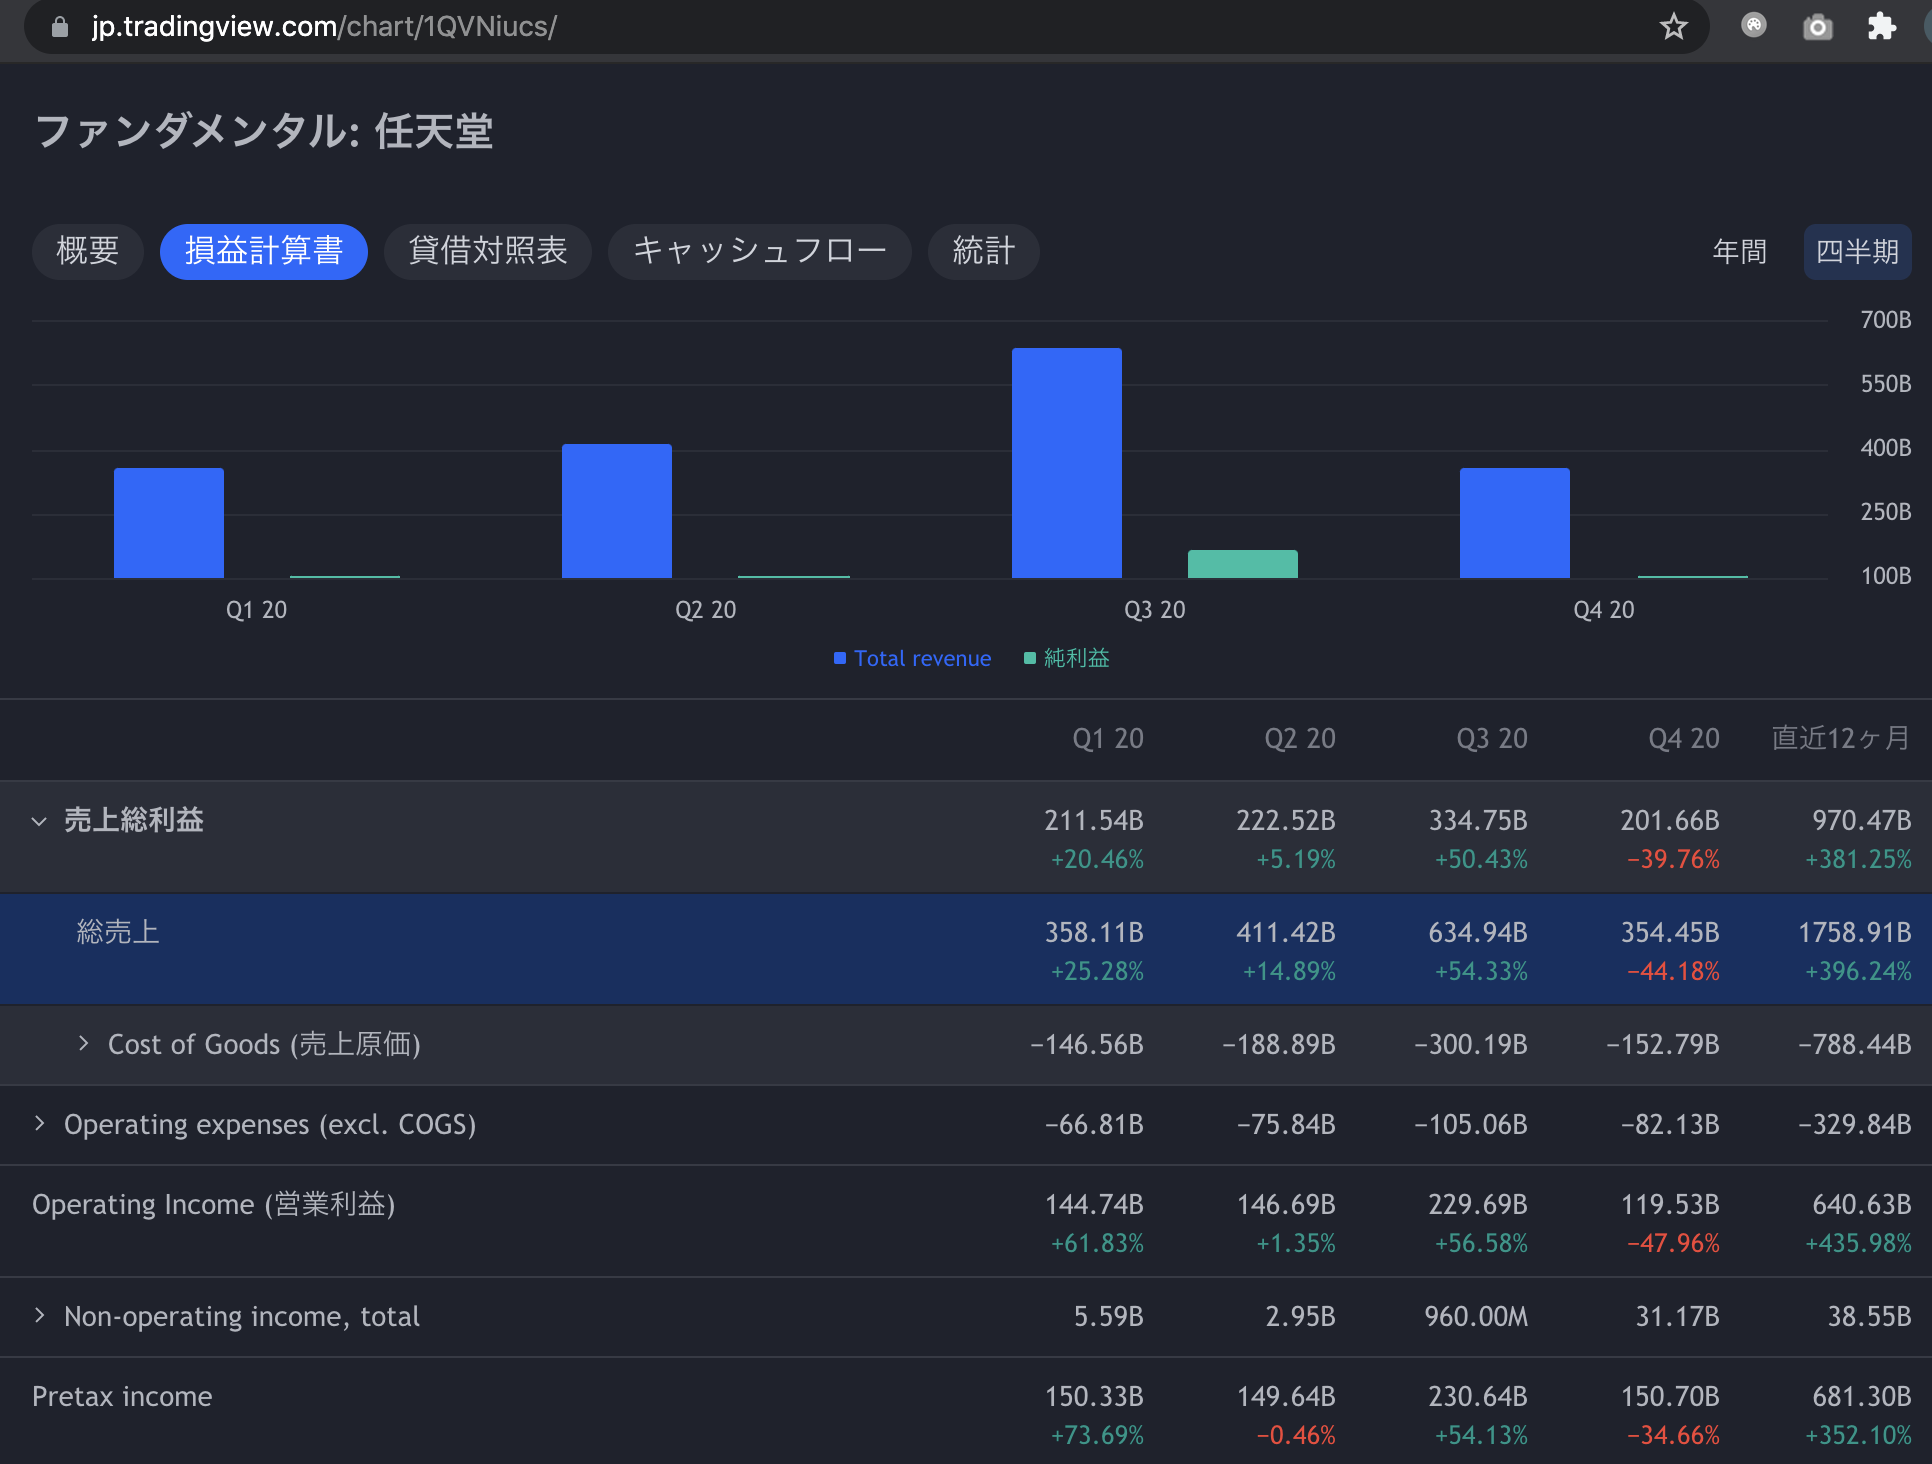 jp.tradingview.com/chart/1QVNiucs/
ファンダメンタル: 任天堂
概要 損益計算書 貸借対照表 キャッシュフロー 統計 年間 四半期
700B
550B
400B
250B
100B
Q1 20 Q2 20 Q3 20 Q4 20
Total revenue 純利益
Q1 20 Q2 20 Q3 20 Q4 20 直近12ヶ月
売上総利益 211.54B 222.52B 334.75B 201.66B 970.47B
+20.46% +5.19% +50.43% −39.76% +381.25%
総売上 358.11B 411.42B 634.94B 354.45B 1758.91B
+25.28% +14.89% +54.33% −44.18% +396.24%
Cost of Goods (売上原価) −146.56B −188.89B −300.19B −152.79B −788.44B
Operating expenses (excl. COGS) −66.81B −75.84B −105.06B −82.13B −329.84B
Operating Income (営業利益) 144.74B 146.69B 229.69B 119.53B 640.63B
+61.83% +1.35% +56.58% −47.96% +435.98%
Non-operating income, total 5.59B 2.95B 960.00M 31.17B 38.55B
Pretax income 150.33B 149.64B 230.64B 150.70B 681.30B
+73.69% −0.46% +54.13% −34.66% +352.10%